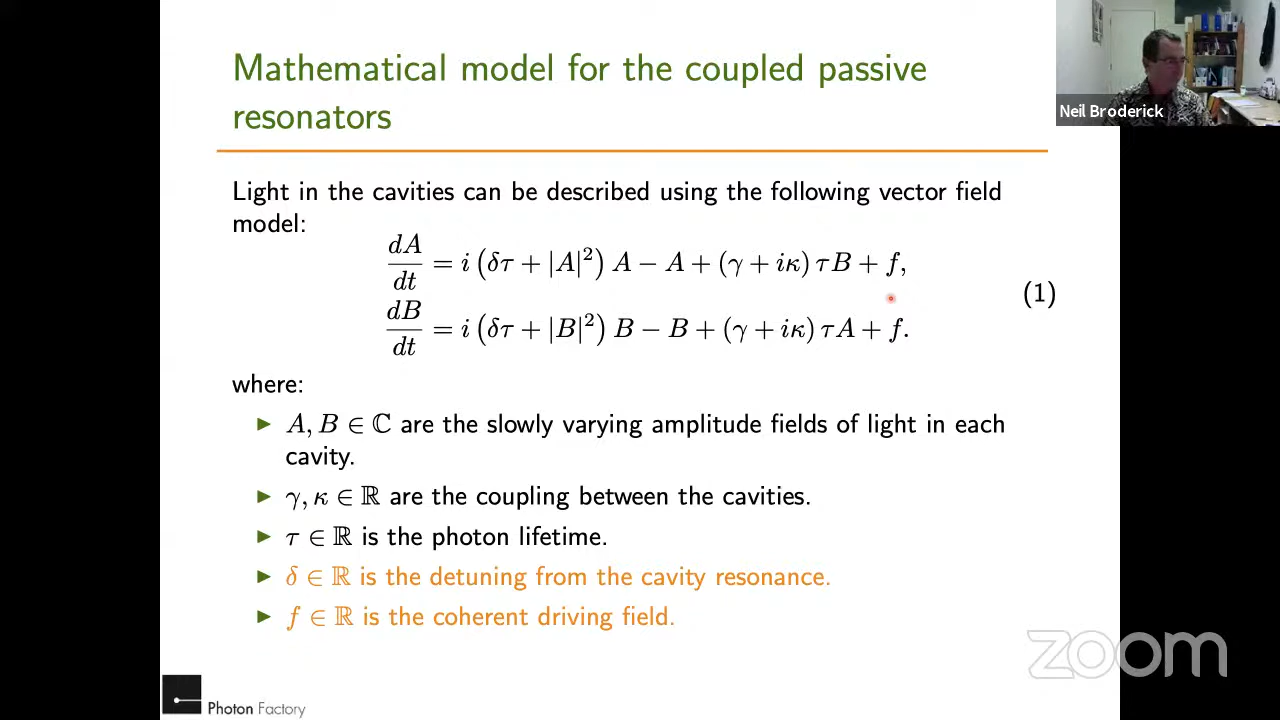 Mathematical model for the coupled passive
resonators
Neil Broderick
Light in the cavities can be described using the following vector field
model:
dA/dt = i (δτ + |A|²) A − A + (γ + iκ) τB + f,
dB/dt = i (δτ + |B|²) B − B + (γ + iκ) τA + f.
(1)
where:
▶ A, B ∈ ℂ are the slowly varying amplitude fields of light in each
cavity.
▶ γ, κ ∈ ℝ are the coupling between the cavities.
▶ τ ∈ ℝ is the photon lifetime.
▶ δ ∈ ℝ is the detuning from the cavity resonance.
▶ f ∈ ℝ is the coherent driving field.
zoom
Photon Factory